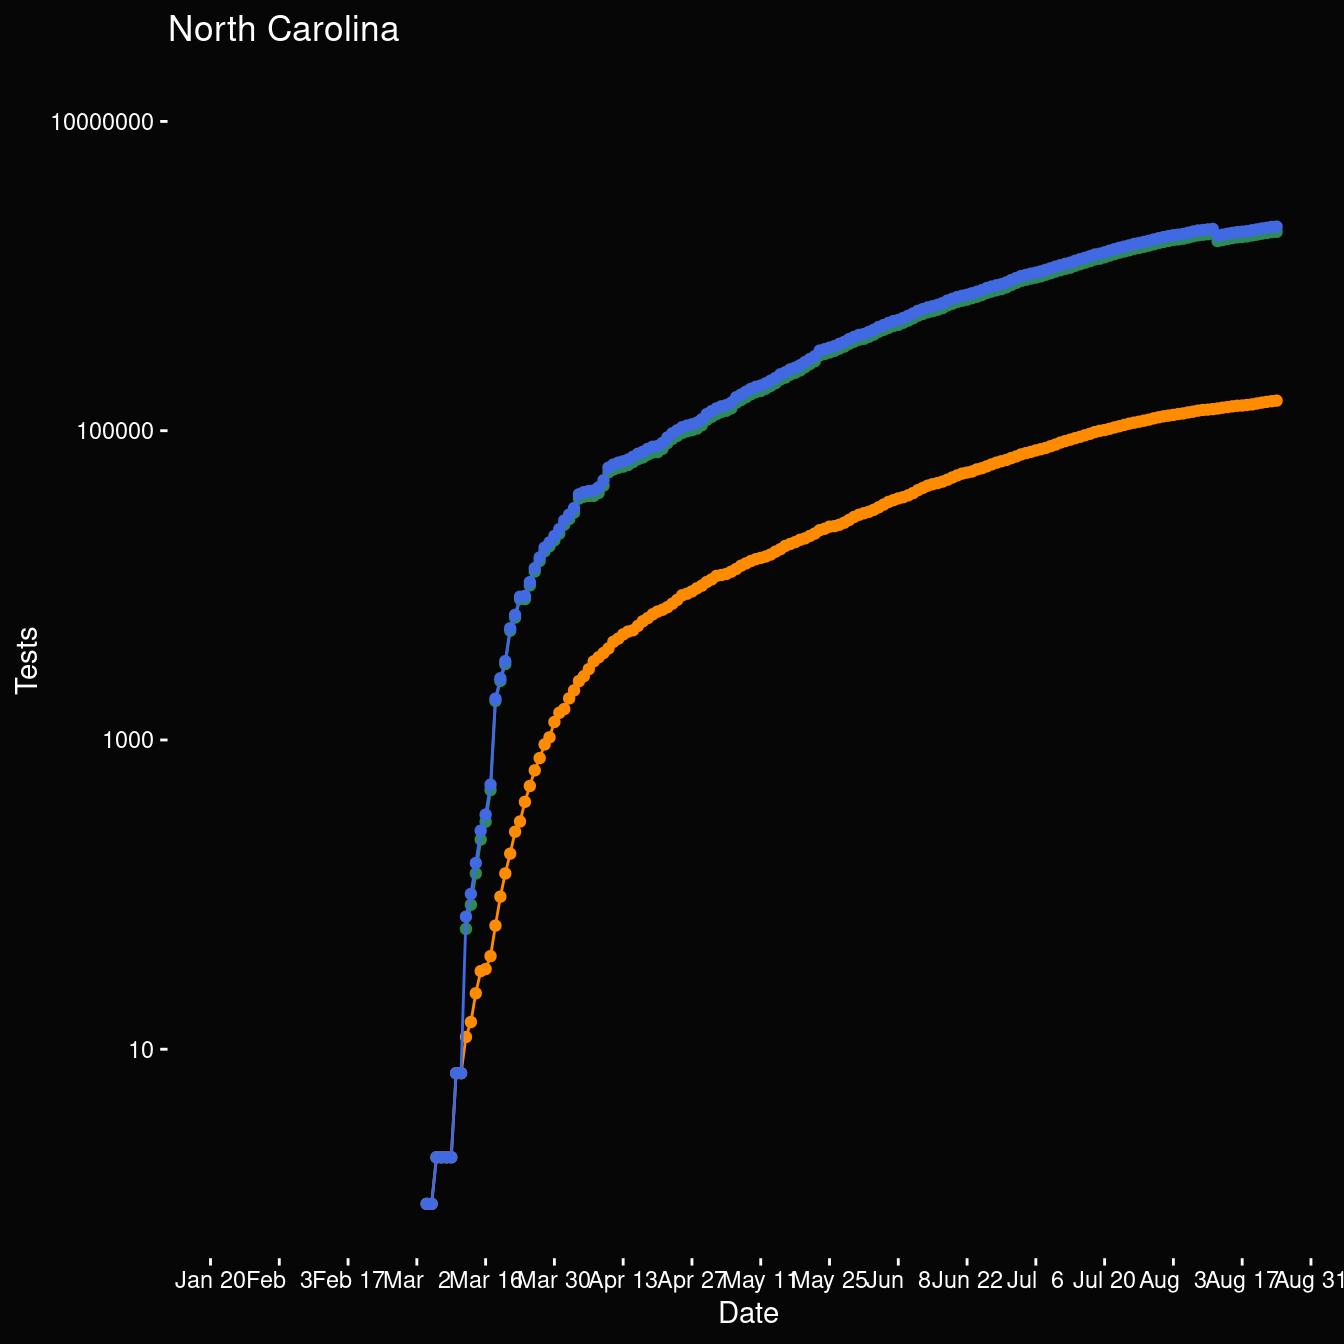 North Carolina
10000000
100000
1000
10
Tests
Jan 20 Feb  3 Feb 17 Mar  2 Mar 16 Mar 30 Apr 13 Apr 27 May 11 May 25 Jun  8 Jun 22 Jul  6 Jul 20 Aug  3 Aug 17 Aug 31
Date